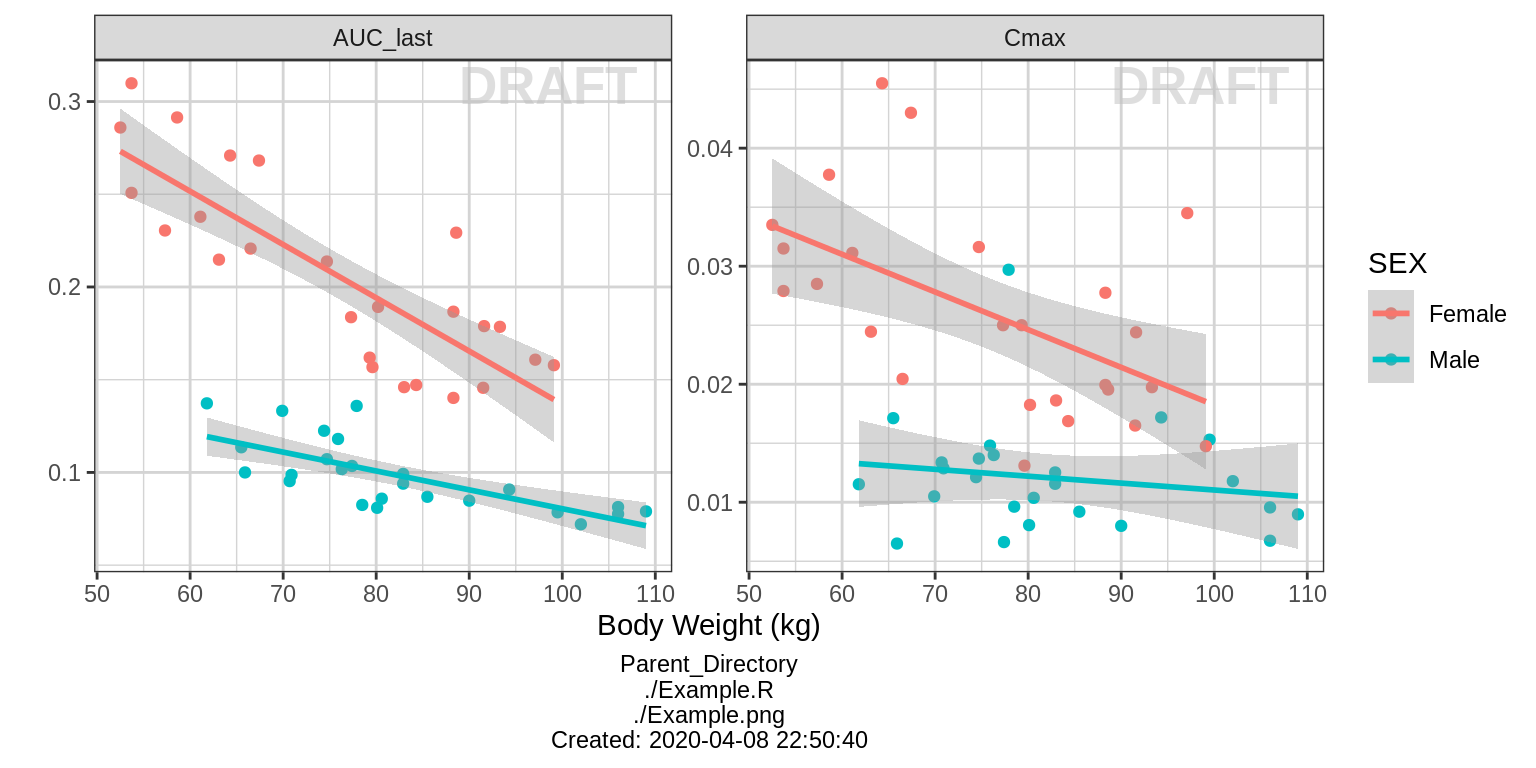 AUC_last
Cmax
DRAFT
DRAFT
0.3
0.2
0.1
0.04
0.03
0.02
0.01
50 60 70 80 90 100 110
50 60 70 80 90 100 110
Body Weight (kg)
SEX
Female
Male
Parent_Directory
./Example.R
./Example.png
Created: 2020-04-08 22:50:40